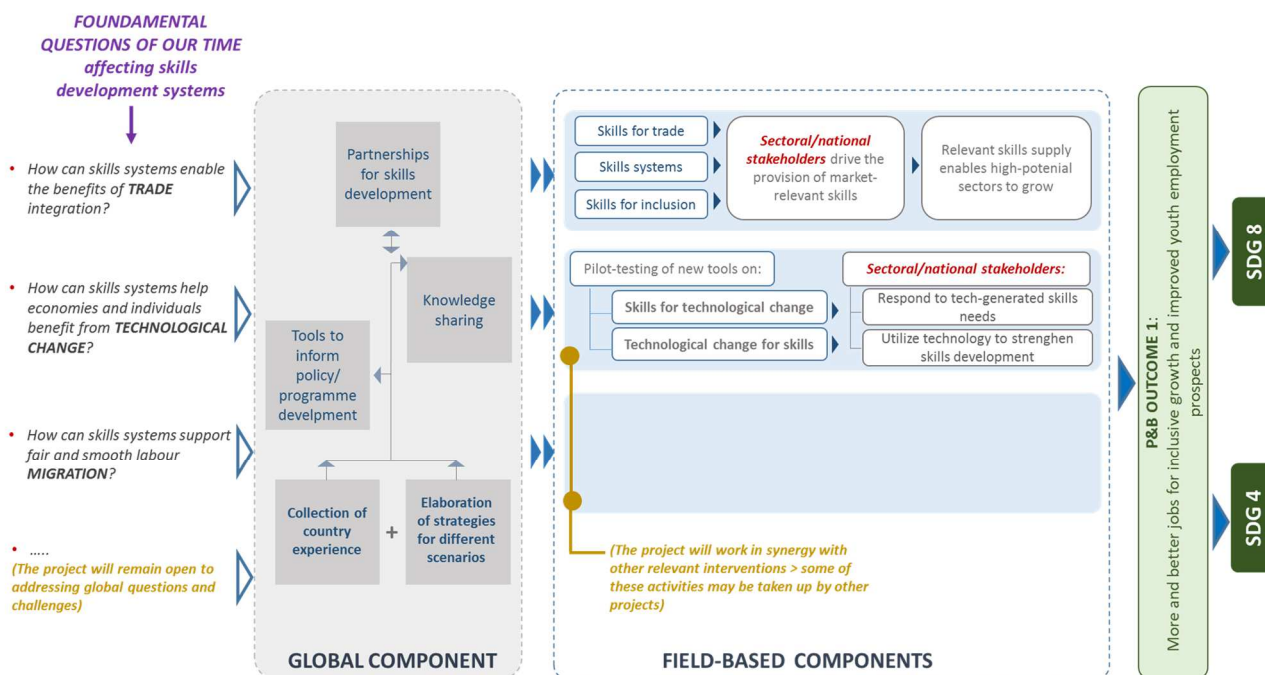 FOUNDAMENTAL
QUESTIONS OF OUR TIME
affecting skills
development systems
• How can skills systems enable
the benefits of TRADE
integration?
• How can skills systems help
economies and individuals
benefit from TECHNOLOGICAL
CHANGE?
• How can skills systems support
fair and smooth labour
MIGRATION?
• .....
(The project will remain open to
addressing global questions and
challenges)
Partnerships
for skills
development
Knowledge
sharing
Tools to
inform
policy/
programme
develpment
Collection of
country
experience
+
Elaboration
of strategies
for different
scenarios
GLOBAL COMPONENT
Skills for trade
Skills systems
Skills for inclusion
Sectoral/national
stakeholders drive the
provision of market-
relevant skills
Relevant skills supply
enables high-potenial
sectors to grow
Pilot-testing of new tools on:
Skills for technological change
Technological change for skills
Sectoral/national stakeholders:
Respond to tech-generated skills
needs
Utilize technology to strenghen
skills development
(The project will work in synergy with
other relevant interventions > some of
these activities may be taken up by other
projects)
FIELD-BASED COMPONENTS
P&B OUTCOME 1:
More and better jobs for inclusive growth and improved youth employment
prospects
SDG 8
SDG 4